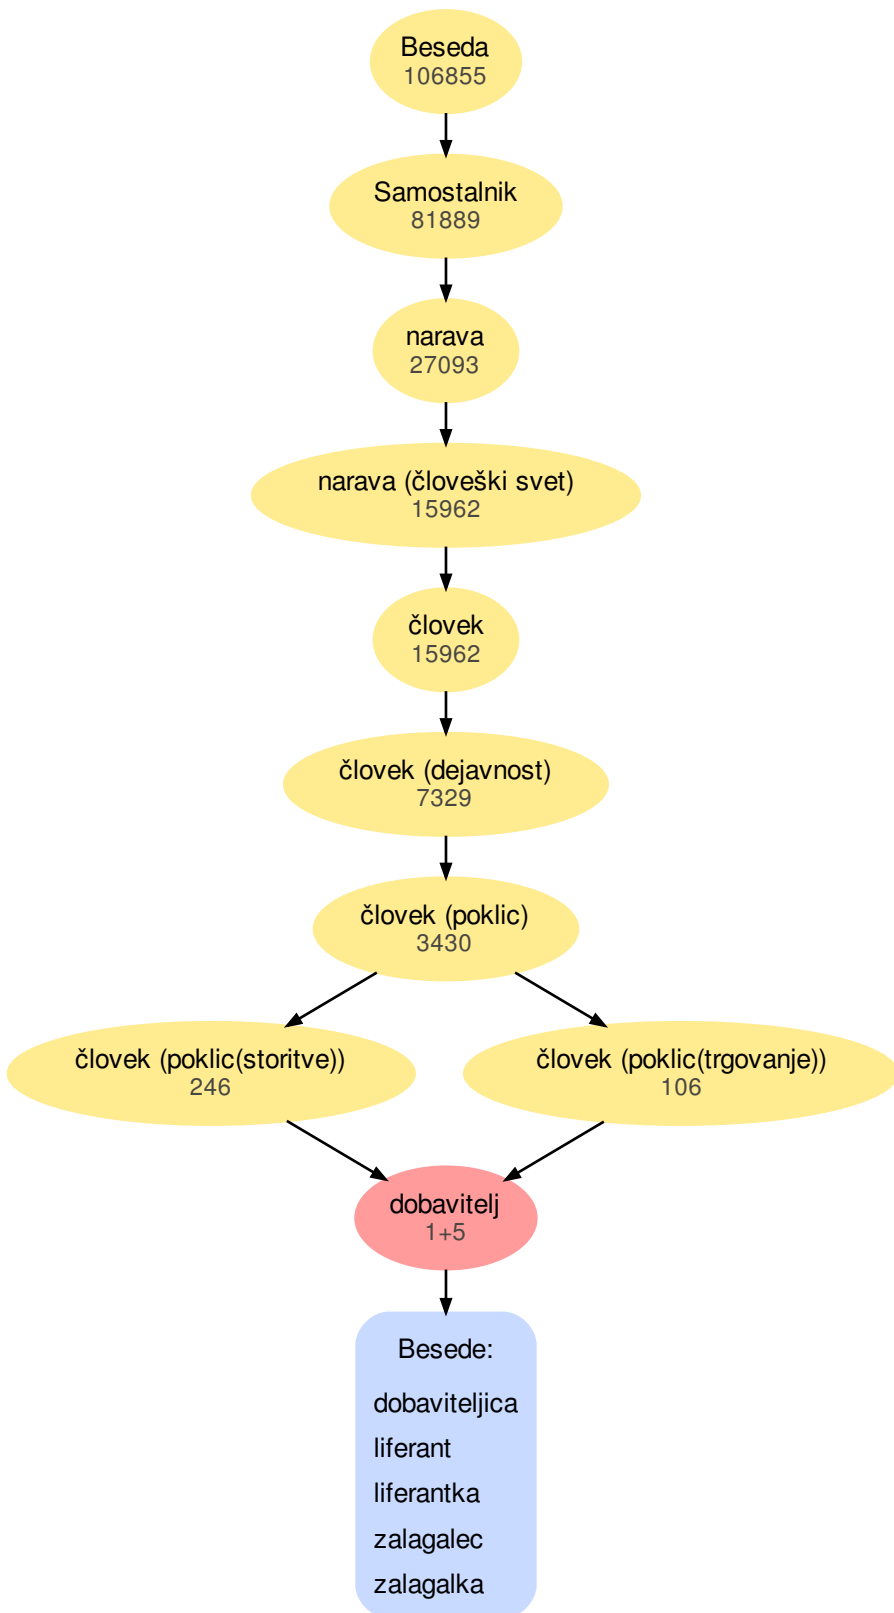 Beseda
106855
Samostalnik
81889
narava
27093
narava (človeški svet)
15962
človek
15962
človek (dejavnost)
7329
človek (poklic)
3430
človek (poklic(storitve))
246
človek (poklic(trgovanje))
106
dobavitelj
1+5
Besede:
dobaviteljica
liferant
liferantka
zalagalec
zalagalka